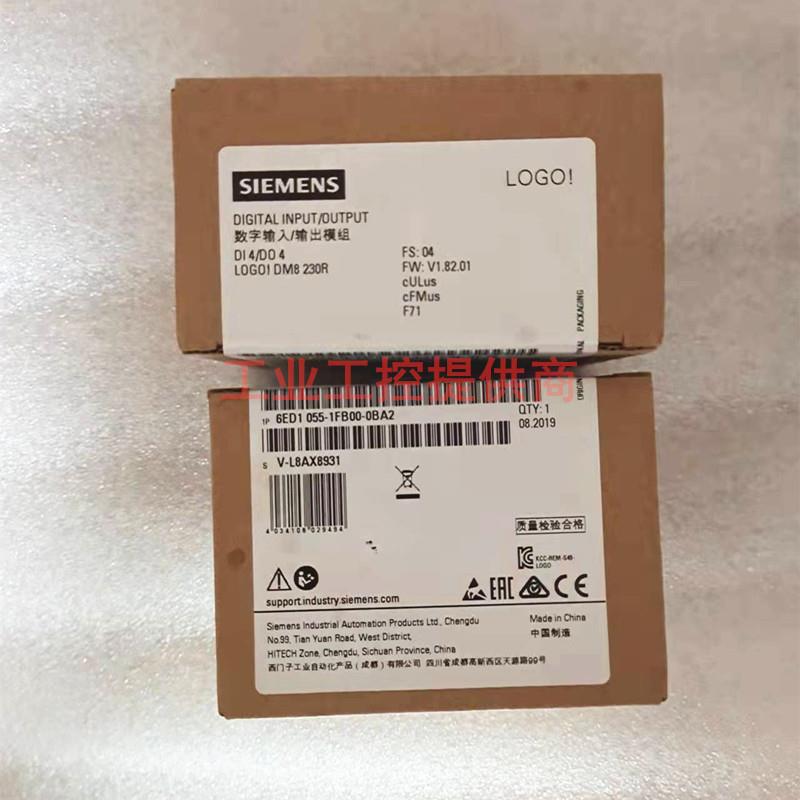 SIEMENS
LOGO!
DIGITAL INPUT/OUTPUT
数字输入/输出模组
DI 4/DO 4
LOGO! DM8 230R
FS: 04
FW: V1.82.01
cULus
cFMus
F71
PACKAGING
工业工控提供商
1P 6ED1 055-1FB00-0BA2
QTY: 1
08.2019
S V-L8AX8931
4 034106 029494
质量检验合格
KCC-REM-S49-
LOGO
EAC
CE
support.industry.siemens.com
Siemens Industrial Automation Products Ltd., Chengdu
No.99, Tian Yuan Road, West District,
HITECH Zone, Chengdu, Sichuan Province, China
西门子工业自动化产品（成都）有限公司 四川省成都高新西区天源路99号
Made in China
中国制造